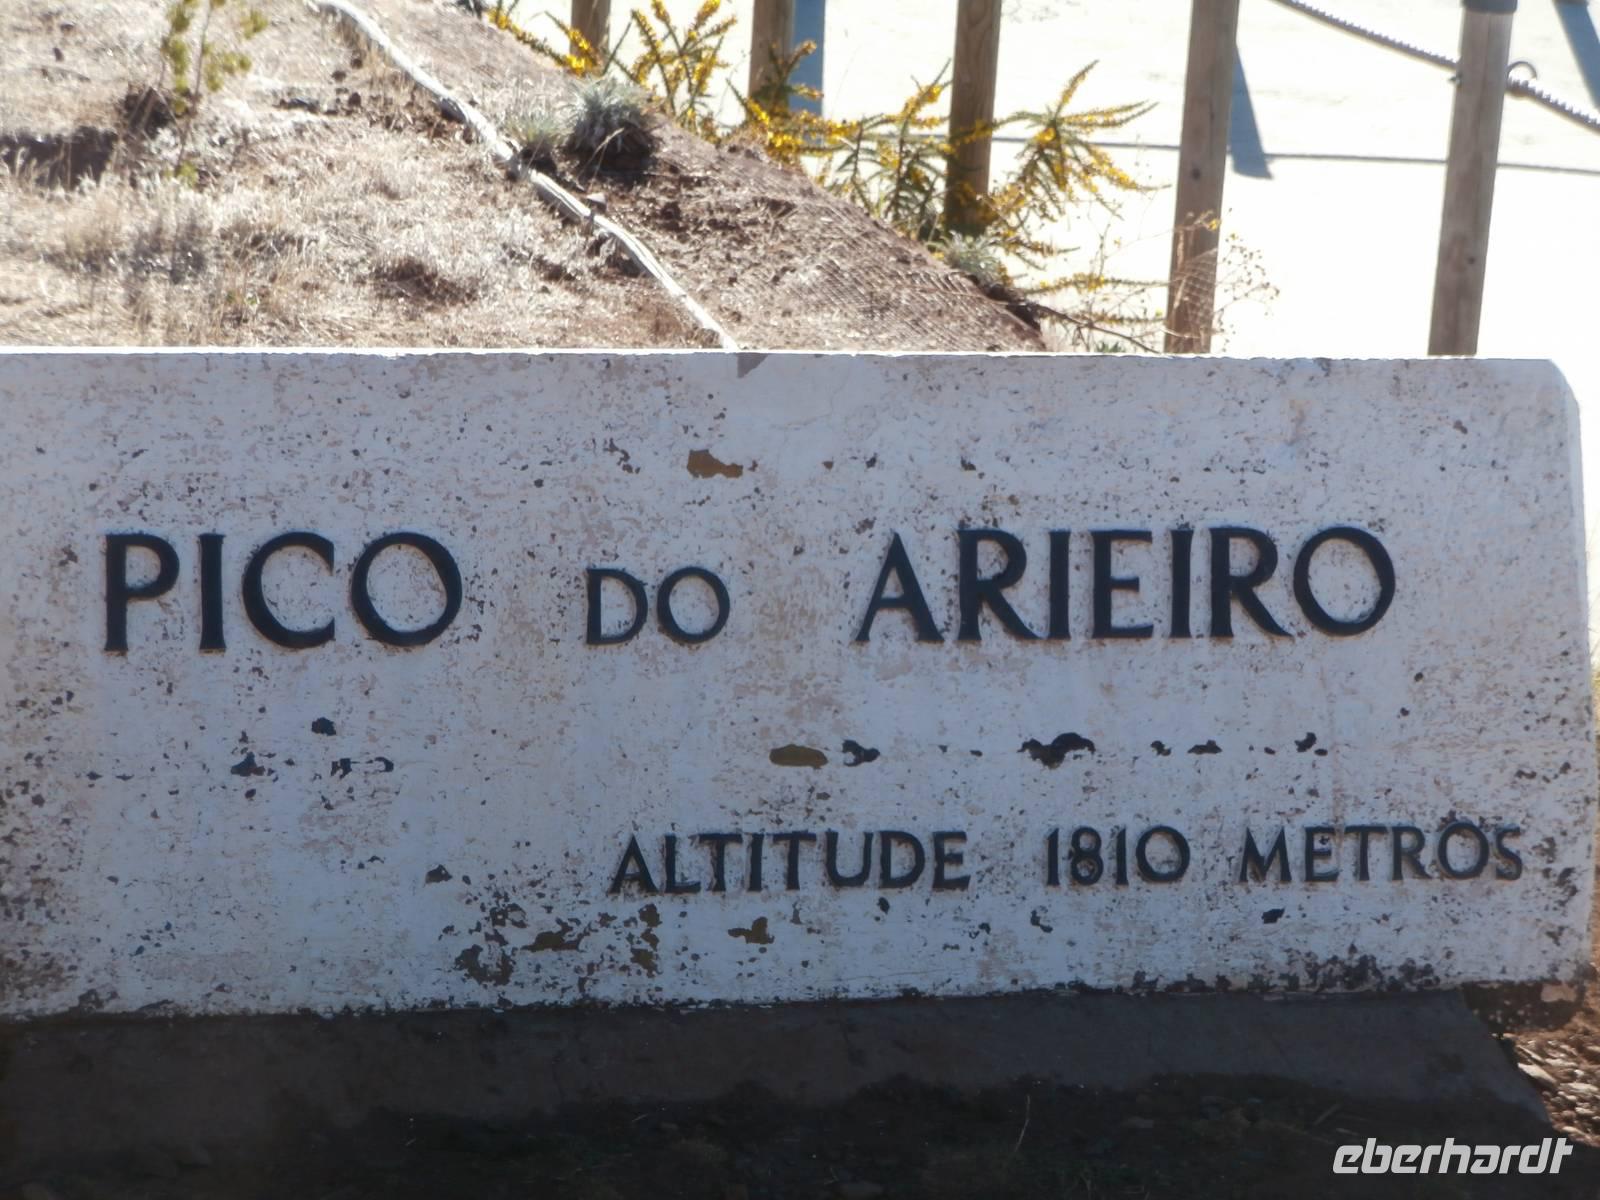 PICO DO ARIEIRO
ALTITUDE 1810 METROS
eberhardt